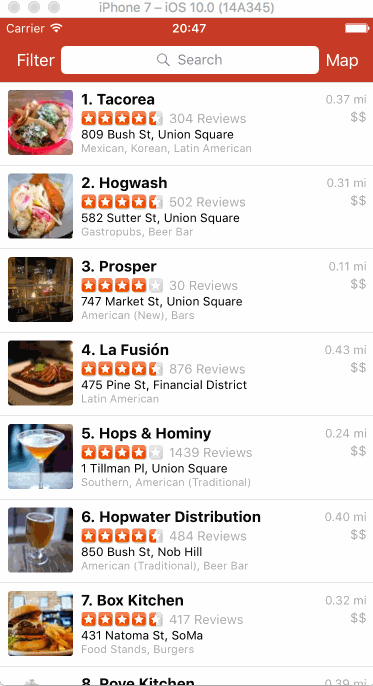 iPhone 7 – iOS 10.0 (14A345)
Carrier 20:47
Filter Search Map
1. Tacorea 0.37 mi
304 Reviews $$
809 Bush St, Union Square
Mexican, Korean, Latin American
2. Hogwash 0.31 mi
502 Reviews $$
582 Sutter St, Union Square
Gastropubs, Beer Bar
3. Prosper 0.11 mi
30 Reviews $$
747 Market St, Union Square
American (New), Bars
4. La Fusión 0.43 mi
876 Reviews $$
475 Pine St, Financial District
Latin American
5. Hops & Hominy 0.24 mi
1439 Reviews $$
1 Tillman Pl, Union Square
Southern, American (Traditional)
6. Hopwater Distribution 0.40 mi
484 Reviews $$
850 Bush St, Nob Hill
American (Traditional), Beer Bar
7. Box Kitchen 0.32 mi
417 Reviews $$
431 Natoma St, SoMa
Food Stands, Burgers
8. Kitchen 0.39 mi